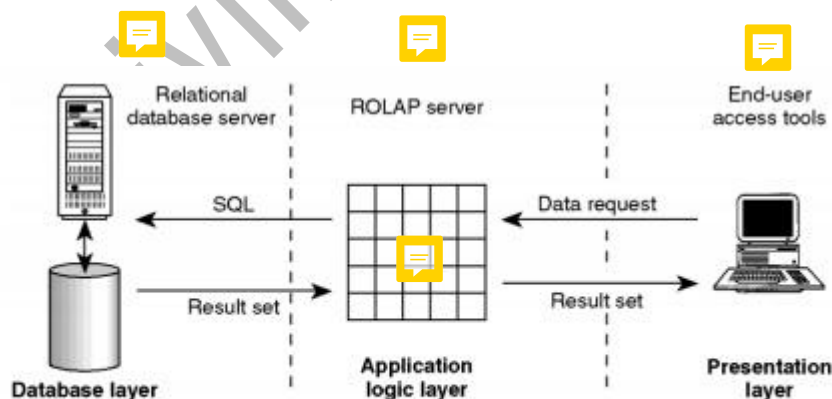 Relational
database server
ROLAP server
End-user
access tools
SQL
Data request
Result set
Result set
Database layer
Application
logic layer
Presentation
layer